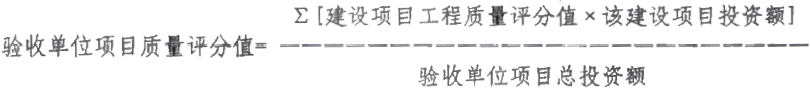 Σ[建设项目工程质量评分值×该建设项目投资额]
验收单位项目质量评分值=
验收单位项目总投资额